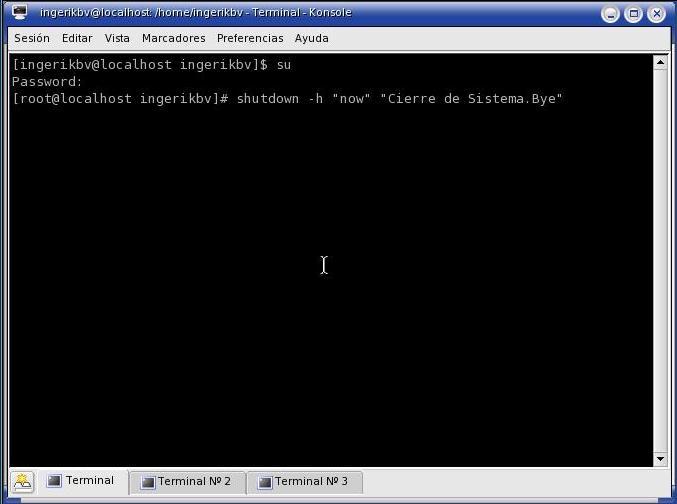 ingerikbv@localhost: /home/ingerikbv - Terminal - Konsole
Sesión Editar Vista Marcadores Preferencias Ayuda
[ingerikbv@localhost ingerikbv]$ su
Password:
[root@localhost ingerikbv]# shutdown -h "now" "Cierre de Sistema.Bye"
Terminal Terminal Nº 2 Terminal Nº 3